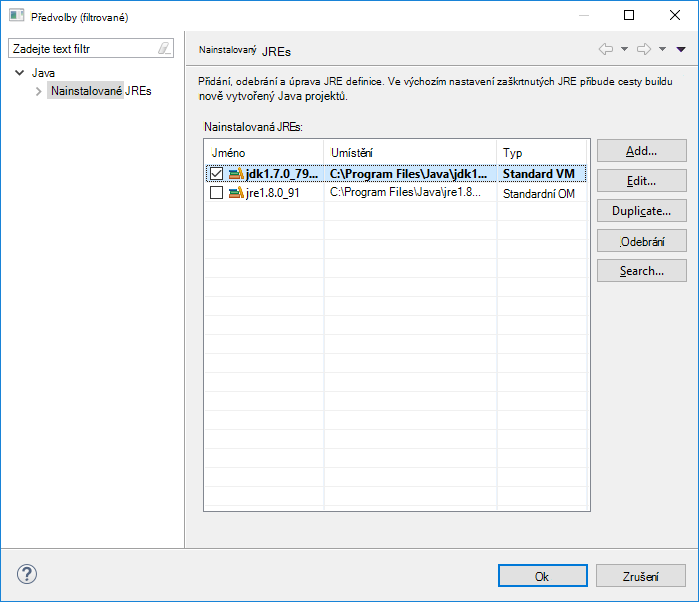 Předvolby (filtrované)
Zadejte text filtr
Java
Nainstalované JREs
Nainstalovaný JREs
Přidání, odebrání a úprava JRE definice. Ve výchozím nastavení zaškrtnutých JRE přibude cesty buildu
nově vytvořený Java projektů.
Nainstalovaná JREs:
Jméno Umístění Typ
jdk1.7.0_79... C:\Program Files\Java\jdk1... Standard VM
jre1.8.0_91 C:\Program Files\Java\jre1.8... Standardní OM
Add...
Edit...
Duplicate...
Odebrání
Search...
?
Ok
Zrušení